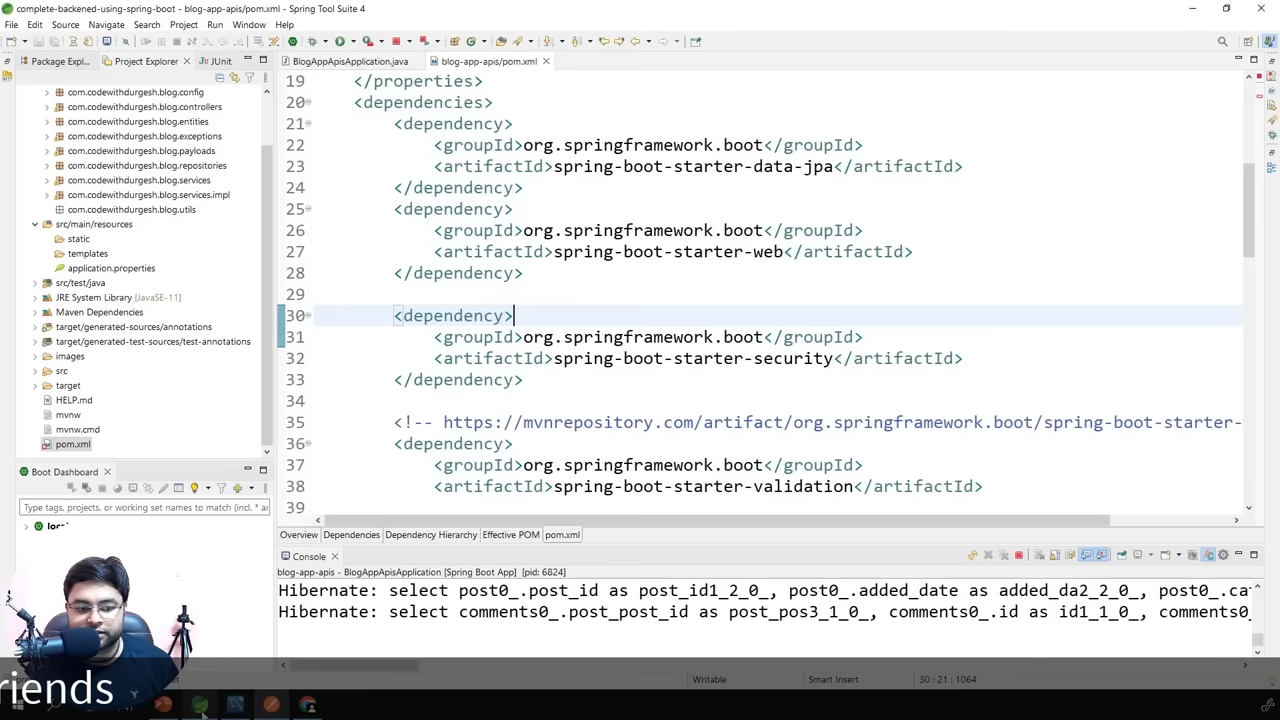 complete-backened-using-spring-boot - blog-app-apis/pom.xml - Spring Tool Suite 4
File Edit Source Navigate Search Project Run Window Help
Package Expl... Project Explorer JUnit
com.codewithdurgesh.blog.config
com.codewithdurgesh.blog.controllers
com.codewithdurgesh.blog.entities
com.codewithdurgesh.blog.exceptions
com.codewithdurgesh.blog.payloads
com.codewithdurgesh.blog.repositories
com.codewithdurgesh.blog.services
com.codewithdurgesh.blog.services.impl
com.codewithdurgesh.blog.utils
src/main/resources
static
templates
application.properties
src/test/java
JRE System Library [JavaSE-11]
Maven Dependencies
target/generated-sources/annotations
target/generated-test-sources/test-annotations
images
src
target
HELP.md
mvnw
mvnw.cmd
pom.xml
Boot Dashboard
Type tags, projects, or working set names to match (incl. * a
BlogAppApisApplication.java blog-app-apis/pom.xml
19 </properties>
20 <dependencies>
21 <dependency>
22 <groupId>org.springframework.boot</groupId>
23 <artifactId>spring-boot-starter-data-jpa</artifactId>
24 </dependency>
25 <dependency>
26 <groupId>org.springframework.boot</groupId>
27 <artifactId>spring-boot-starter-web</artifactId>
28 </dependency>
29
30 <dependency>
31 <groupId>org.springframework.boot</groupId>
32 <artifactId>spring-boot-starter-security</artifactId>
33 </dependency>
34
35 <!-- https://mvnrepository.com/artifact/org.springframework.boot/spring-boot-starter-
36 <dependency>
37 <groupId>org.springframework.boot</groupId>
38 <artifactId>spring-boot-starter-validation</artifactId>
39
Overview Dependencies Dependency Hierarchy Effective POM pom.xml
Console
blog-app-apis - BlogAppApisApplication [Spring Boot App] [pid: 6824]
Hibernate: select post0_.post_id as post_id1_2_0_, post0_.added_date as added_da2_2_0_, post0_.ca
Hibernate: select comments0_.post_post_id as post_pos3_1_0_, comments0_.id as id1_1_0_, comments0_
Writable Smart Insert 30 : 21 : 1064
riends